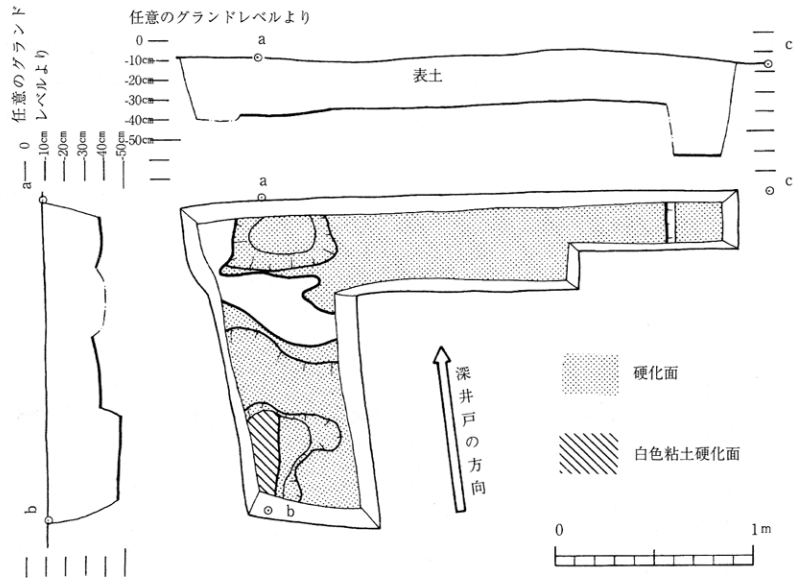 任意のグランドレベルより
0
-10cm
-20cm
-30cm
-40cm
-50cm
a
c
表土
任意のグランド
レベルより
0
-10cm
-20cm
-30cm
-40cm
-50cm
a
b
a
c
b
深井戸の方向
硬化面
白色粘土硬化面
0
1m